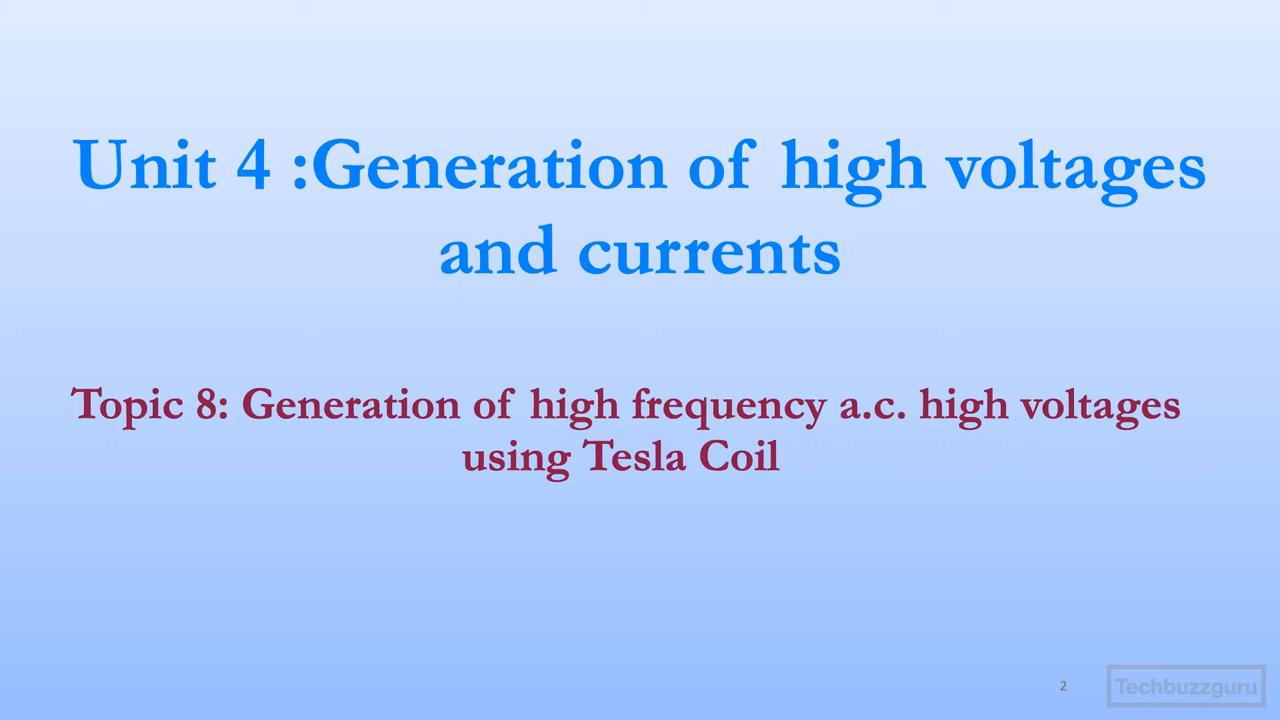 Unit 4 :Generation of high voltages
and currents
Topic 8: Generation of high frequency a.c. high voltages
using Tesla Coil
2
Techbuzzguru